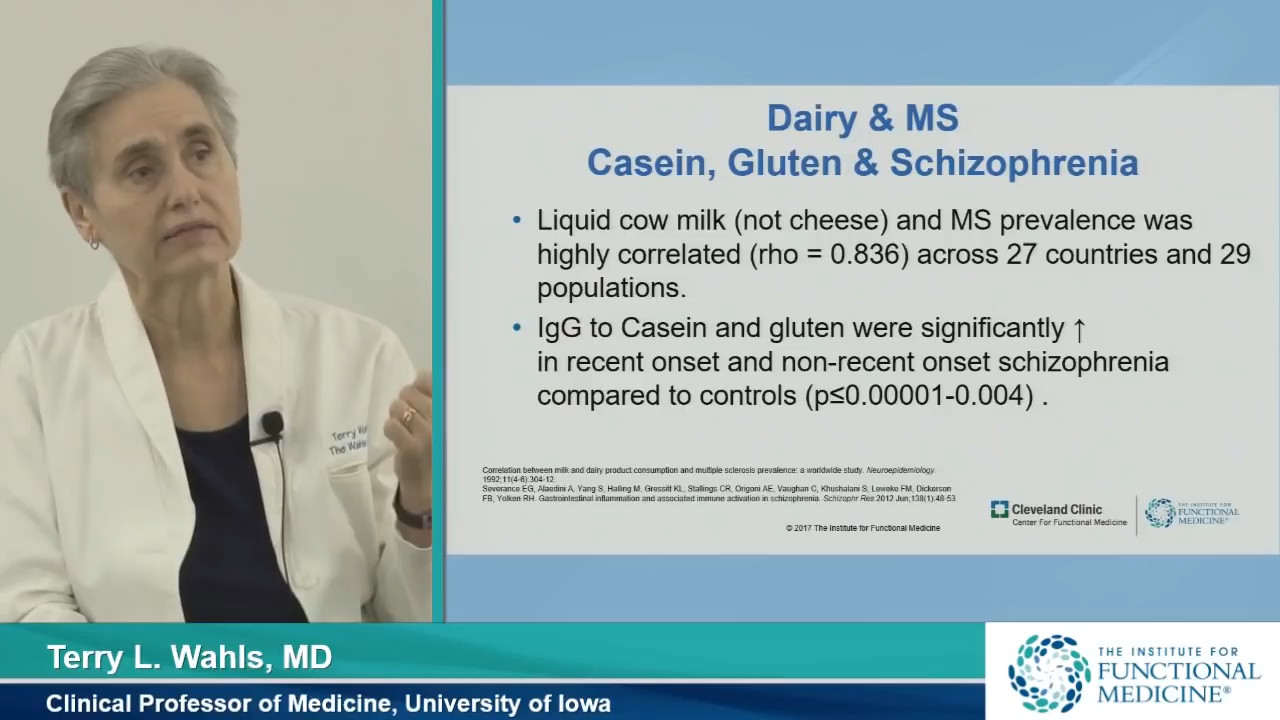 Dairy & MS
Casein, Gluten & Schizophrenia
• Liquid cow milk (not cheese) and MS prevalence was
highly correlated (rho = 0.836) across 27 countries and 29
populations.
• IgG to Casein and gluten were significantly ↑
in recent onset and non-recent onset schizophrenia
compared to controls (p≤0.00001-0.004) .
Correlation between milk and dairy product consumption and multiple sclerosis prevalence: a worldwide study. Neuroepidemiology.
1992;11(4-6):304-12.
Severance EG, Alaedini A, Yang S, Halling M, Gressitt KL, Stallings CR, Origoni AE, Vaughan C, Khushalani S, Leweke FM, Dickerson
FB, Yolken RH. Gastrointestinal inflammation and associated immune activation in schizophrenia. Schizophr Res 2012 Jun;138(1):48-53.
Cleveland Clinic
Center For Functional Medicine
THE INSTITUTE FOR
FUNCTIONAL
MEDICINE®
© 2017 The Institute for Functional Medicine
Terry
The
Terry L. Wahls, MD
Clinical Professor of Medicine, University of Iowa
THE INSTITUTE FOR
FUNCTIONAL
MEDICINE®